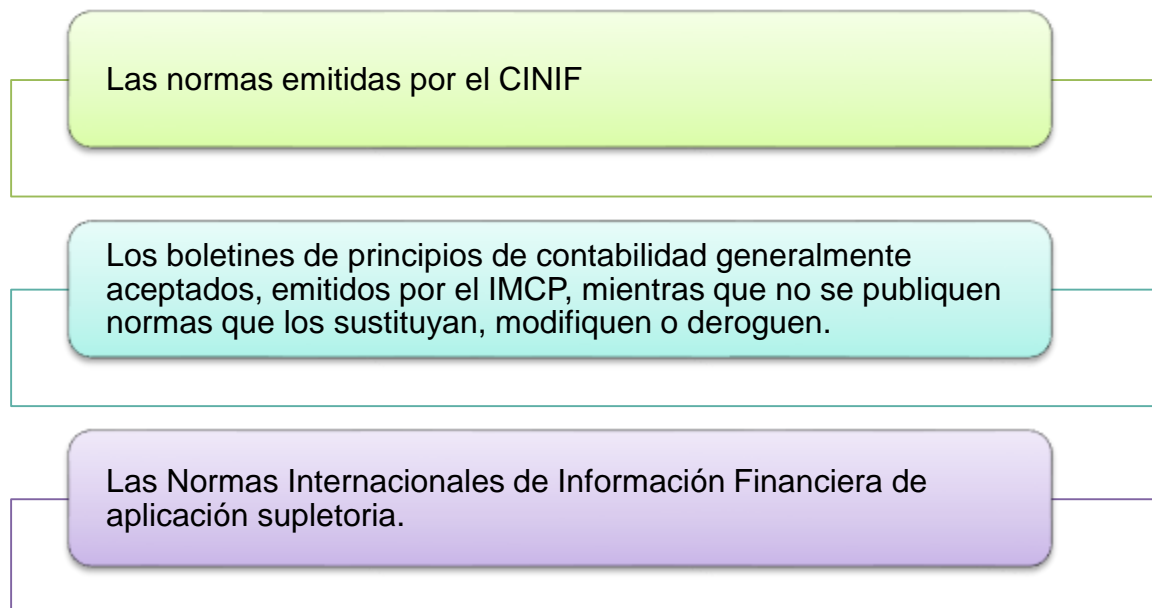 Las normas emitidas por el CINIF
Los boletines de principios de contabilidad generalmente
aceptados, emitidos por el IMCP, mientras que no se publiquen
normas que los sustituyan, modifiquen o deroguen.
Las Normas Internacionales de Información Financiera de
aplicación supletoria.